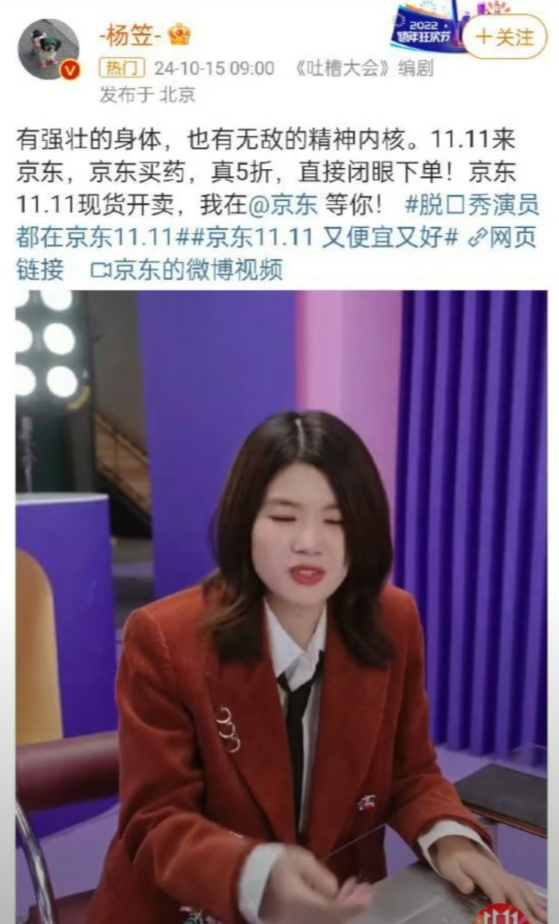 -杨笠-
2022
热门 24-10-15 09:00 《吐槽大会》编剧
+关注
发布于 北京
有强壮的身体，也有无敌的精神内核。11.11来
京东，京东买药，真5折，直接闭眼下单！京东
11.11现货开卖，我在@京东 等你！ #脱口秀演员
都在京东11.11##京东11.11 又便宜又好# 网页
链接 京东的微博视频
11.11